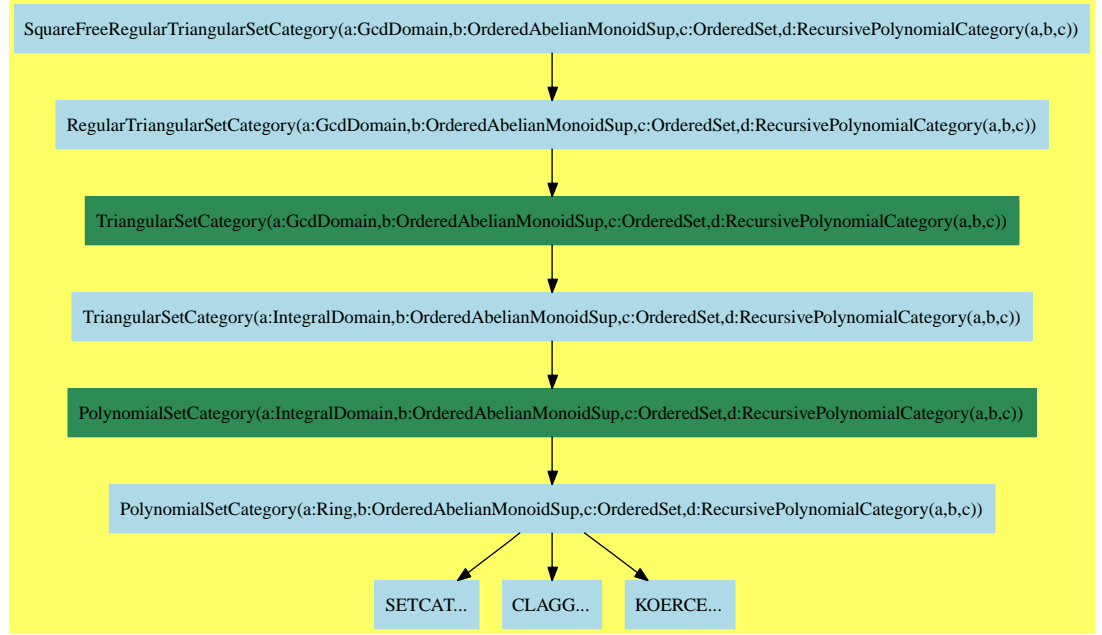 SquareFreeRegularTriangularSetCategory(a:GcdDomain,b:OrderedAbelianMonoidSup,c:OrderedSet,d:RecursivePolynomialCategory(a,b,c))
RegularTriangularSetCategory(a:GcdDomain,b:OrderedAbelianMonoidSup,c:OrderedSet,d:RecursivePolynomialCategory(a,b,c))
TriangularSetCategory(a:GcdDomain,b:OrderedAbelianMonoidSup,c:OrderedSet,d:RecursivePolynomialCategory(a,b,c))
TriangularSetCategory(a:IntegralDomain,b:OrderedAbelianMonoidSup,c:OrderedSet,d:RecursivePolynomialCategory(a,b,c))
PolynomialSetCategory(a:IntegralDomain,b:OrderedAbelianMonoidSup,c:OrderedSet,d:RecursivePolynomialCategory(a,b,c))
PolynomialSetCategory(a:Ring,b:OrderedAbelianMonoidSup,c:OrderedSet,d:RecursivePolynomialCategory(a,b,c))
SETCAT... CLAGG... KOERCE...